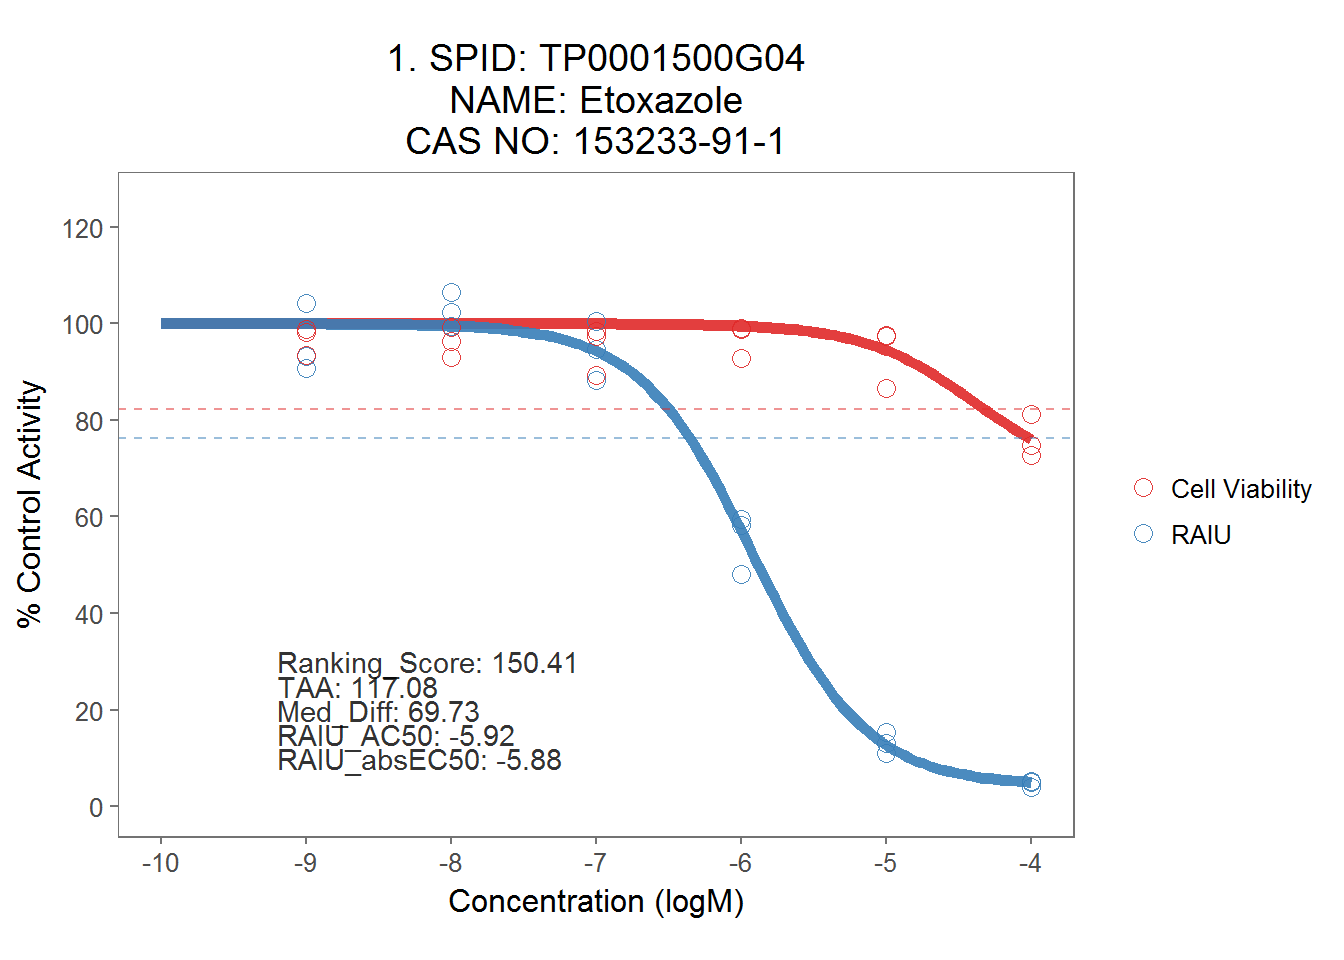 1. SPID: TP0001500G04
NAME: Etoxazole
CAS NO: 153233-91-1
120
100
80
60
40
20
0
% Control Activity
Ranking_Score: 150.41
TAA: 117.08
Med_Diff: 69.73
RAIU_AC50: -5.92
RAIU_absEC50: -5.88
-10 -9 -8 -7 -6 -5 -4
Concentration (logM)
Cell Viability
RAIU